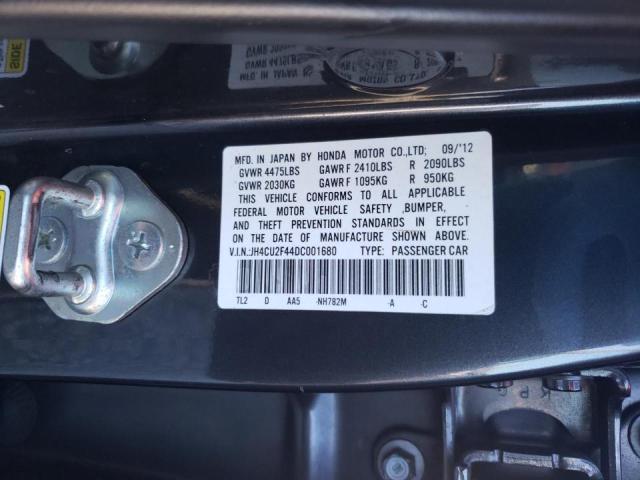 MFD. IN JAPAN BY HONDA MOTOR CO.,LTD; 09/'12
GVWR 4475LBS GAWR F 2410LBS R 2090LBS
GVWR 2030KG GAWR F 1095KG R 950KG
THIS VEHICLE CONFORMS TO ALL APPLICABLE
FEDERAL MOTOR VEHICLE SAFETY ,BUMPER,
AND THEFT PREVENTION STANDARDS IN EFFECT
ON THE DATE OF MANUFACTURE SHOWN ABOVE.
V.I.N.:JH4CU2F44DC001680 TYPE: PASSENGER CAR
TL2 D AA5 -NH782M -A -C
SIDE